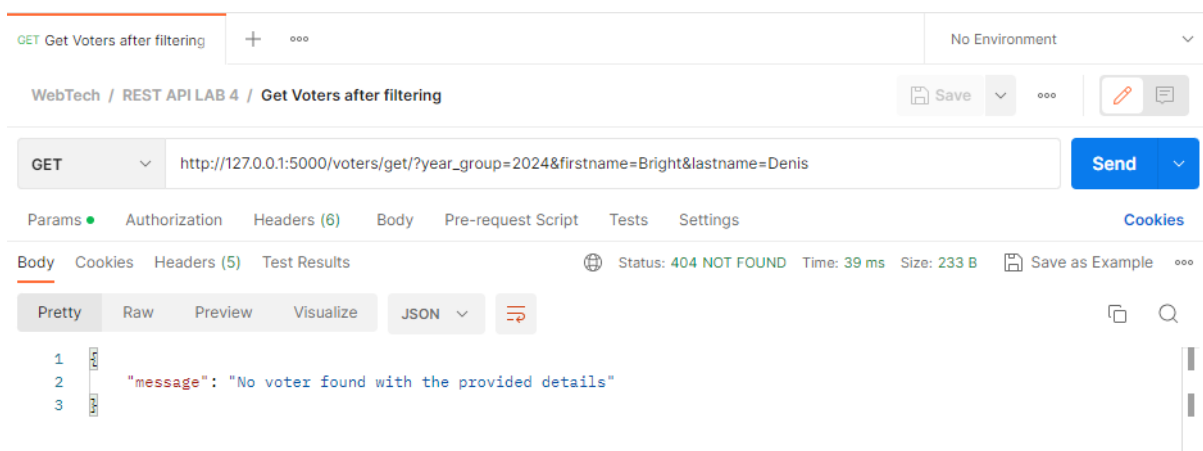 GET Get Voters after filtering
No Environment
WebTech / REST API LAB 4 / Get Voters after filtering
Save
GET http://127.0.0.1:5000/voters/get/?year_group=2024&firstname=Bright&lastname=Denis Send
Params Authorization Headers (6) Body Pre-request Script Tests Settings Cookies
Body Cookies Headers (5) Test Results Status: 404 NOT FOUND Time: 39 ms Size: 233 B Save as Example
Pretty Raw Preview Visualize JSON
1 {
2 "message": "No voter found with the provided details"
3 }